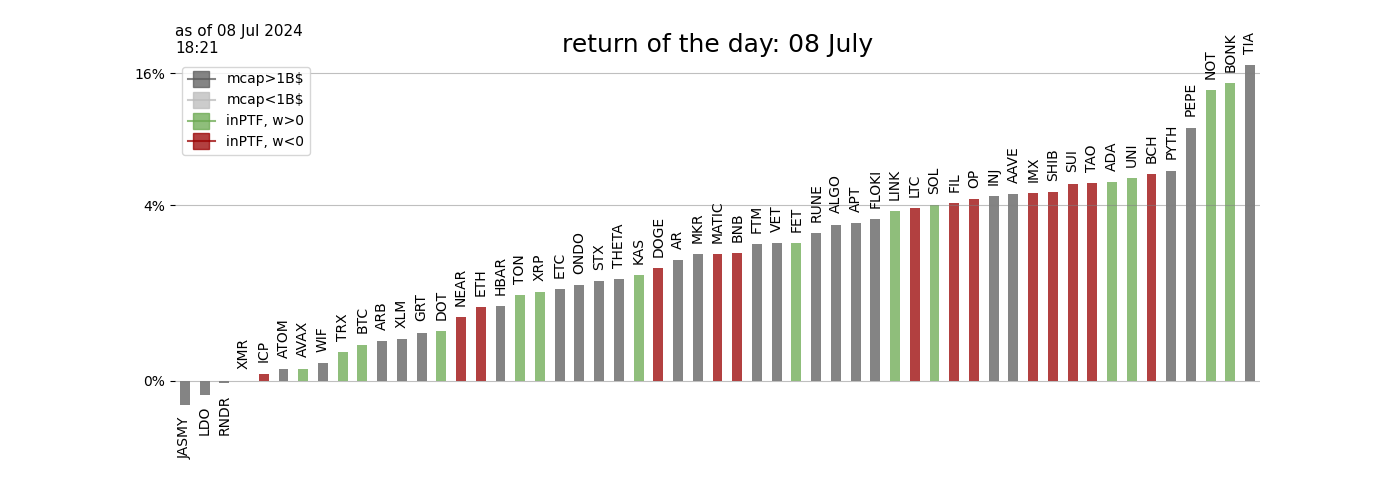 as of 08 Jul 2024
18:21
return of the day: 08 July
mcap>1B$
mcap<1B$
inPTF, w>0
inPTF, w<0
16%
4%
0%
JASMY
LDO
RNDR
XMR
ICP
ATOM
AVAX
WIF
TRX
BTC
ARB
XLM
GRT
DOT
NEAR
ETH
HBAR
TON
XRP
ETC
ONDO
STX
THETA
KAS
DOGE
AR
MKR
MATIC
BNB
FTM
VET
FET
RUNE
ALGO
APT
FLOKI
LINK
LTC
SOL
FIL
OP
INJ
AAVE
IMX
SHIB
SUI
TAO
ADA
UNI
BCH
PYTH
PEPE
NOT
BONK
TIA